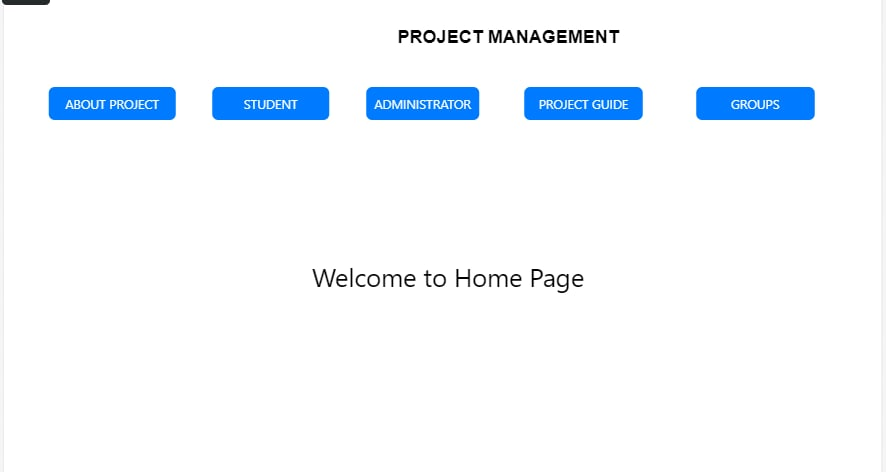 PROJECT MANAGEMENT
ABOUT PROJECT STUDENT ADMINISTRATOR PROJECT GUIDE GROUPS
Welcome to Home Page